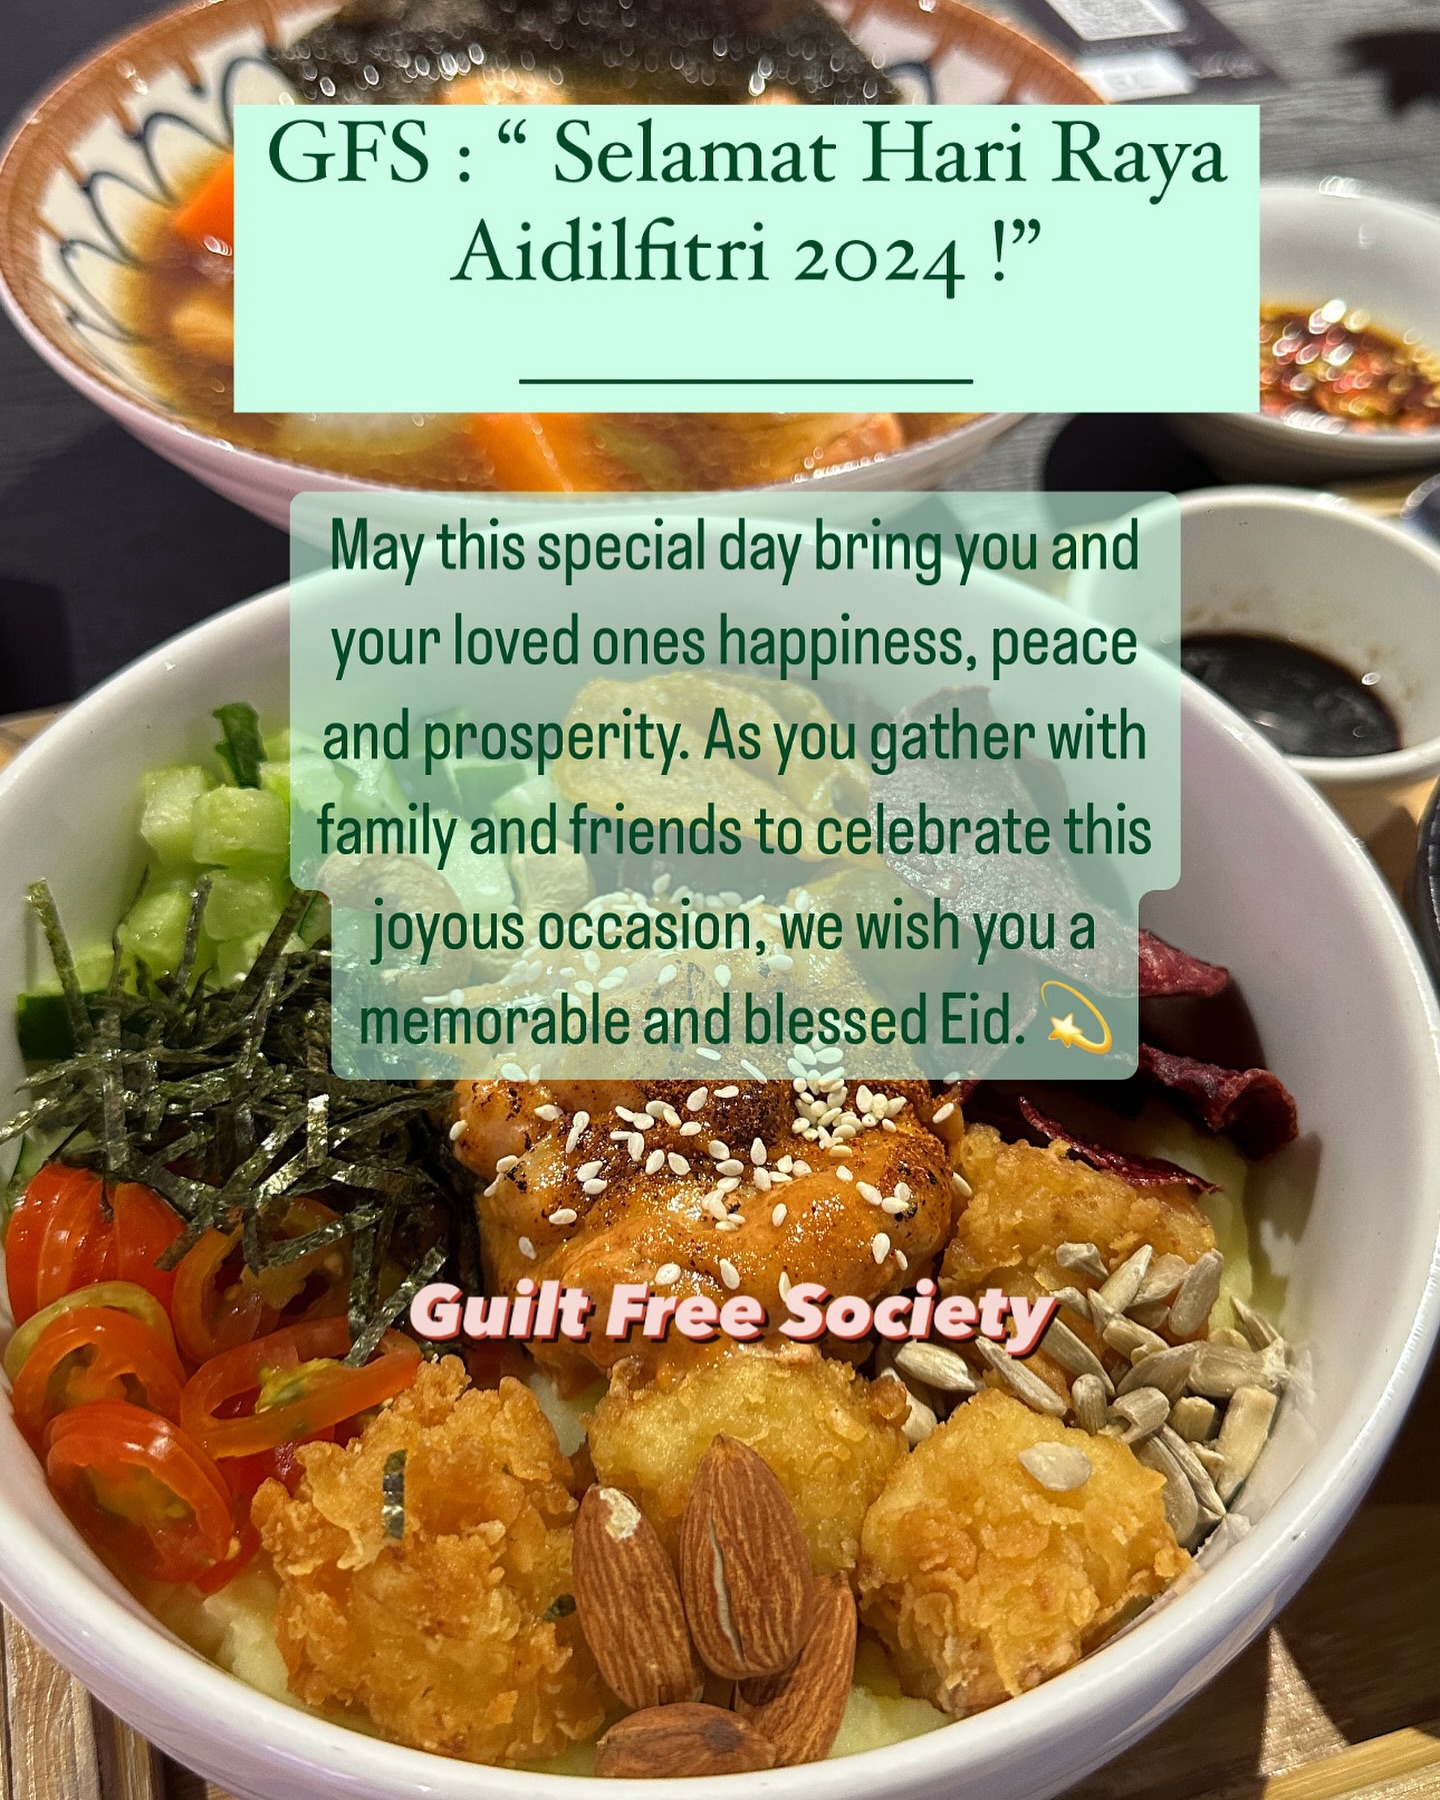 GFS : “ Selamat Hari Raya
Aidilfitri 2024 !”
May this special day bring you and
your loved ones happiness, peace
and prosperity. As you gather with
family and friends to celebrate this
joyous occasion, we wish you a
memorable and blessed Eid. 💫
Guilt Free Society